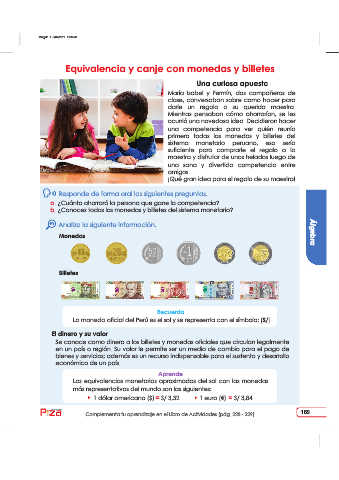 Equivalencia y canje con monedas y billetes
Una curiosa apuesta
María Isabel y Fermín, dos compañeros de
clase, conversaban sobre cómo hacer para
darle un regalo a su querida maestra.
Mientras pensaban cómo ahorrarían, se les
ocurrió una novedosa idea. Decidieron hacer
una competencia para ver quién reunía
primero todas las monedas y billetes del
sistema monetario peruano, eso sería
suficiente para comprarle el regalo a la
maestra y disfrutar de unos helados luego de
una sana y divertida competencia entre
amigos.
¡Qué gran idea para el regalo de su maestra!
Responde de forma oral las siguientes preguntas.
a ¿Cuánto ahorrará la persona que gane la competencia?
b ¿Conoces todas las monedas y billetes del sistema monetario?
Analiza la siguiente información.
Monedas
Billetes
Álgebra
Recuerda
La moneda oficial del Perú es el sol y se representa con el símbolo: (S/)
El dinero y su valor
Se conoce como dinero a los billetes y monedas oficiales que circulan legalmente
en un país o región. Su valor le permite ser un medio de cambio para el pago de
bienes y servicios; además es un recurso indispensable para el sustento y desarrollo
económico de un país.
Aprende
Las equivalencias monetarias aproximadas del sol con las monedas
más representativas del mundo son las siguientes:
1 dólar americano ($) = S/ 3,32 1 euro (€) = S/ 3,84
Complementa tu aprendizaje en el Libro de Actividades (pág. 228 - 229)
169